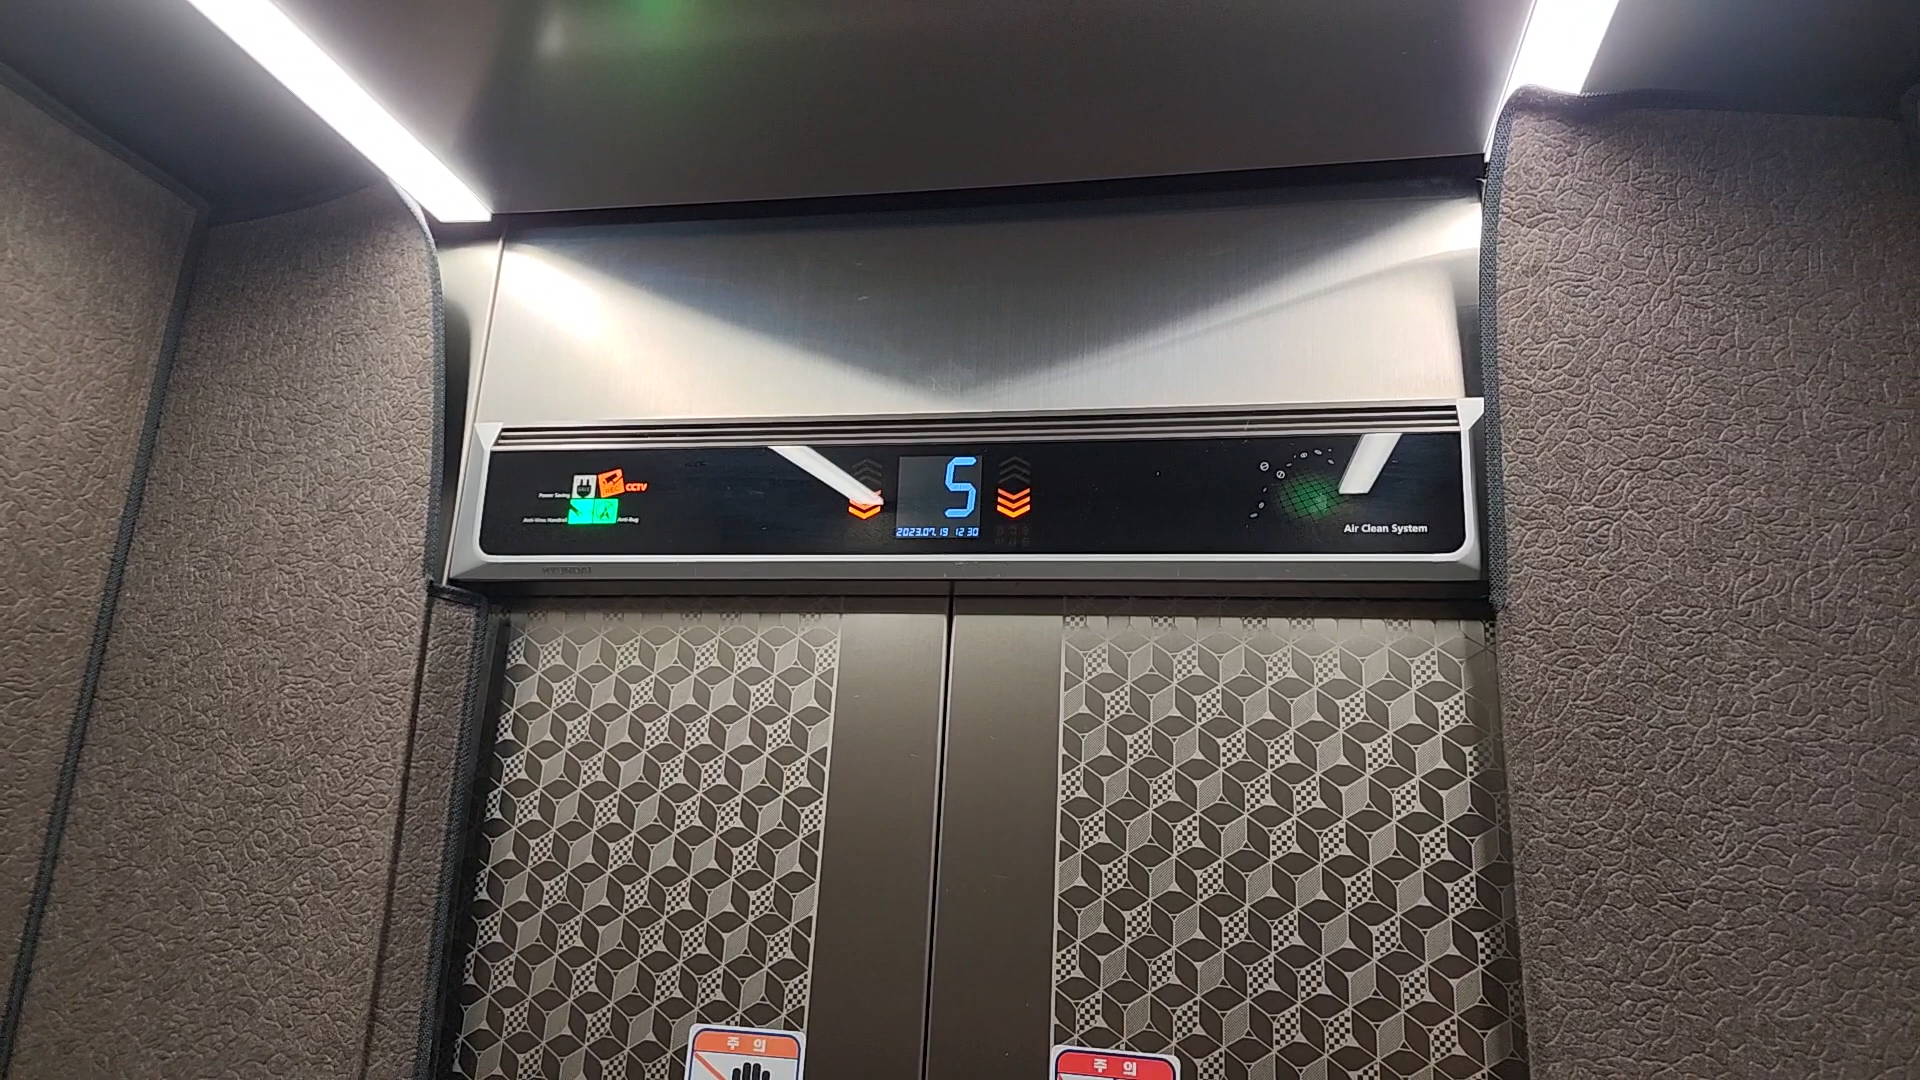 Power Saving
REC CCTV
Anti-Virus Handrail
Anti-Bug
5
2023.07.19 12 30
Air Clean System
HYUNDAI
주 의
주 의